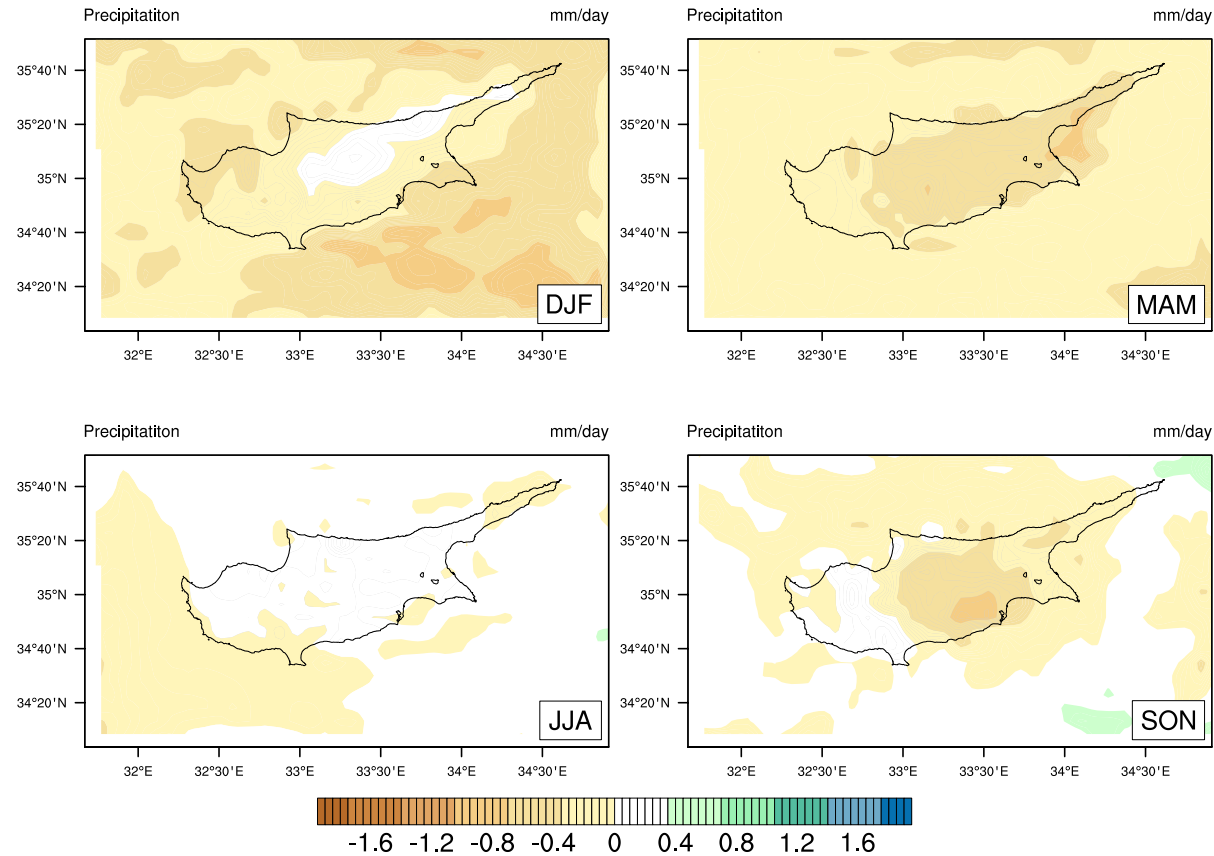 Precipitatiton mm/day Precipitatiton mm/day
35°40'N 35°40'N
35°20'N 35°20'N
35°N 35°N
34°40'N 34°40'N
34°20'N 34°20'N
DJF MAM
32°E 32°30'E 33°E 33°30'E 34°E 34°30'E 32°E 32°30'E 33°E 33°30'E 34°E 34°30'E
Precipitatiton mm/day Precipitatiton mm/day
35°40'N 35°40'N
35°20'N 35°20'N
35°N 35°N
34°40'N 34°40'N
34°20'N 34°20'N
JJA SON
32°E 32°30'E 33°E 33°30'E 34°E 34°30'E 32°E 32°30'E 33°E 33°30'E 34°E 34°30'E
-1.6 -1.2 -0.8 -0.4 0 0.4 0.8 1.2 1.6